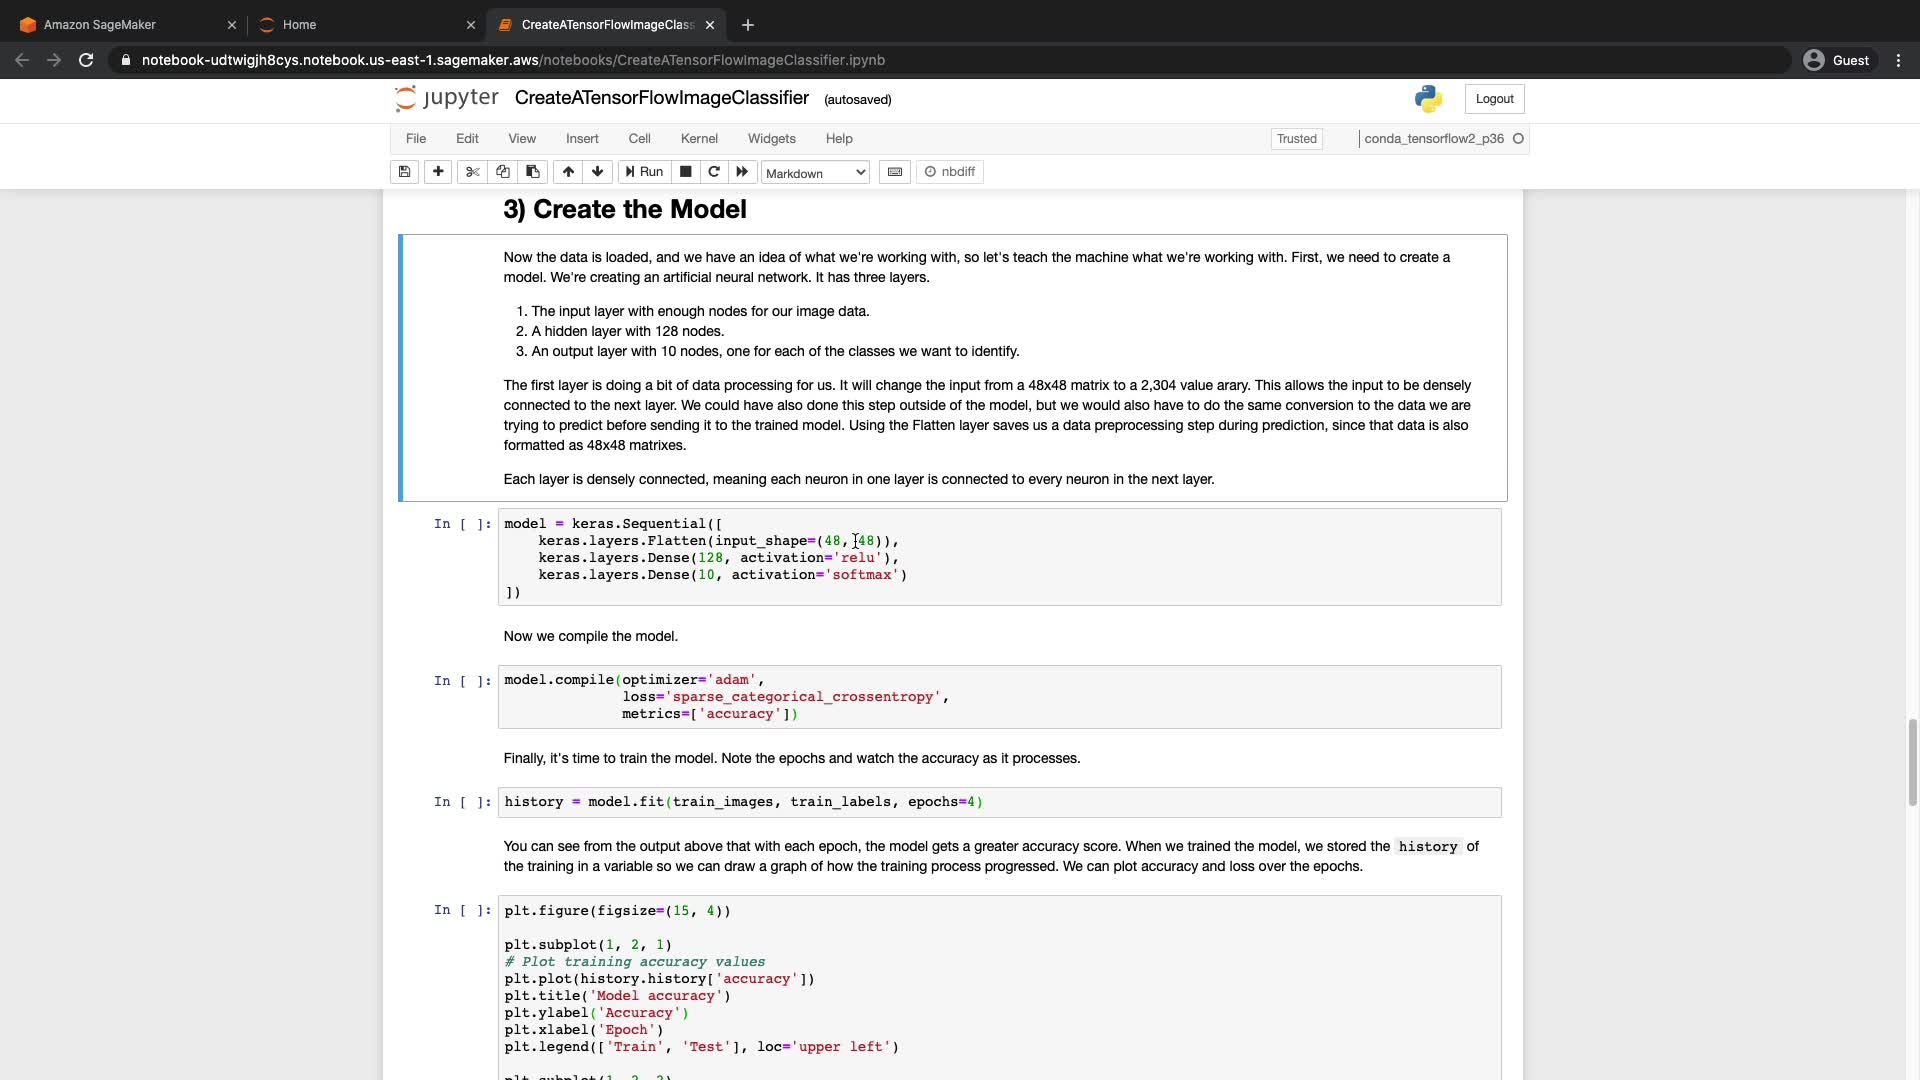 Amazon SageMaker
Home
CreateATensorFlowImageClass
notebook-udtwigjh8cys.notebook.us-east-1.sagemaker.aws/notebooks/CreateATensorFlowImageClassifier.ipynb
Guest
jupyter CreateATensorFlowImageClassifier (autosaved)
Logout
File Edit View Insert Cell Kernel Widgets Help
Trusted
conda_tensorflow2_p36
Run
Markdown
nbdiff
3) Create the Model
Now the data is loaded, and we have an idea of what we're working with, so let's teach the machine what we're working with. First, we need to create a
model. We're creating an artificial neural network. It has three layers.
1. The input layer with enough nodes for our image data.
2. A hidden layer with 128 nodes.
3. An output layer with 10 nodes, one for each of the classes we want to identify.
The first layer is doing a bit of data processing for us. It will change the input from a 48x48 matrix to a 2,304 value arary. This allows the input to be densely
connected to the next layer. We could have also done this step outside of the model, but we would also have to do the same conversion to the data we are
trying to predict before sending it to the trained model. Using the Flatten layer saves us a data preprocessing step during prediction, since that data is also
formatted as 48x48 matrixes.
Each layer is densely connected, meaning each neuron in one layer is connected to every neuron in the next layer.
In [ ]: model = keras.Sequential([
keras.layers.Flatten(input_shape=(48, 48)),
keras.layers.Dense(128, activation='relu'),
keras.layers.Dense(10, activation='softmax')
])
Now we compile the model.
In [ ]: model.compile(optimizer='adam',
loss='sparse_categorical_crossentropy',
metrics=['accuracy'])
Finally, it's time to train the model. Note the epochs and watch the accuracy as it processes.
In [ ]: history = model.fit(train_images, train_labels, epochs=4)
You can see from the output above that with each epoch, the model gets a greater accuracy score. When we trained the model, we stored the history of
the training in a variable so we can draw a graph of how the training process progressed. We can plot accuracy and loss over the epochs.
In [ ]: plt.figure(figsize=(15, 4))
plt.subplot(1, 2, 1)
# Plot training accuracy values
plt.plot(history.history['accuracy'])
plt.title('Model accuracy')
plt.ylabel('Accuracy')
plt.xlabel('Epoch')
plt.legend(['Train', 'Test'], loc='upper left')